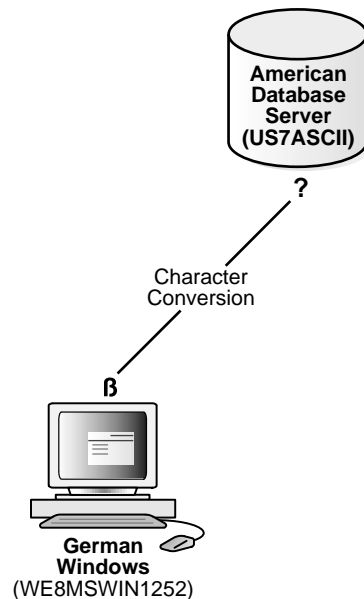 American
Database
Server
(US7ASCII)
?
Character
Conversion
ß
German
Windows
(WE8MSWIN1252)